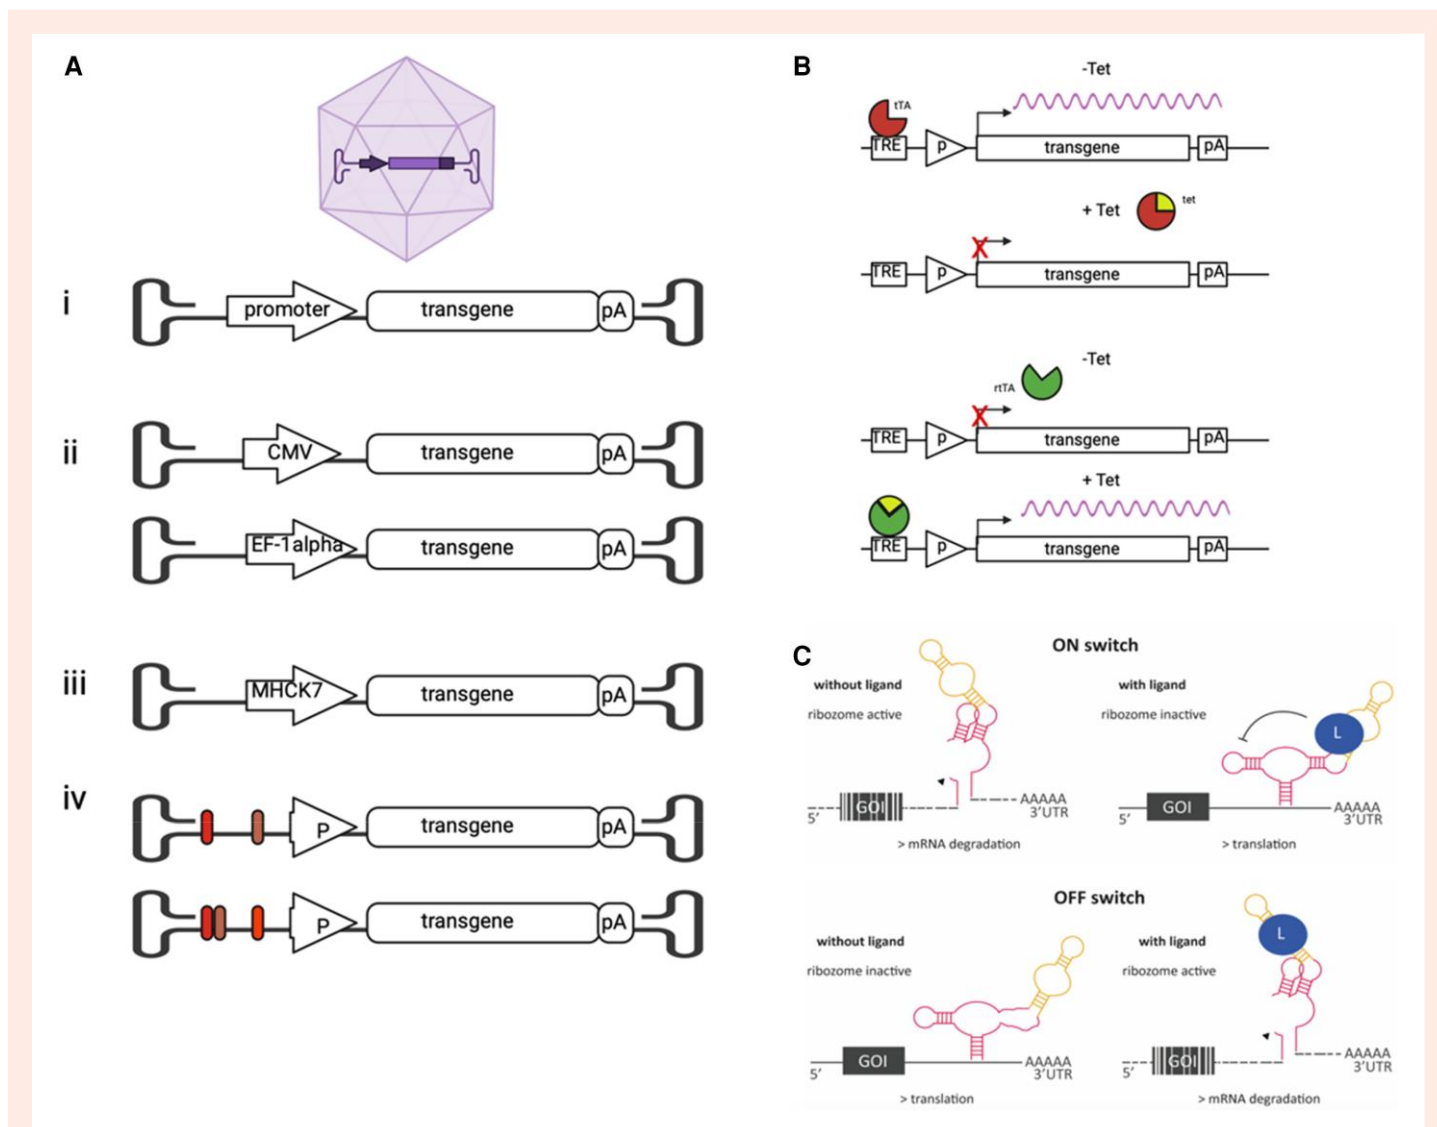 A
i
promoter
transgene
pA
ii
CMV
transgene
pA
EF-1alpha
transgene
pA
iii
MHCK7
transgene
pA
iv
P
transgene
pA
P
transgene
pA
B
-Tet
tTA
TRE
p
transgene
pA
+ Tet
tet
TRE
p
transgene
pA
-Tet
rtTA
TRE
p
transgene
pA
+ Tet
TRE
p
transgene
pA
C
ON switch
without ligand
ribozome active
GOI
5'
AAAAA
3'UTR
> mRNA degradation
with ligand
ribozome inactive
L
GOI
5'
AAAAA
3'UTR
> translation
OFF switch
without ligand
ribozome inactive
GOI
5'
AAAAA
3'UTR
> translation
with ligand
ribozome active
L
GOI
5'
AAAAA
3'UTR
> mRNA degradation